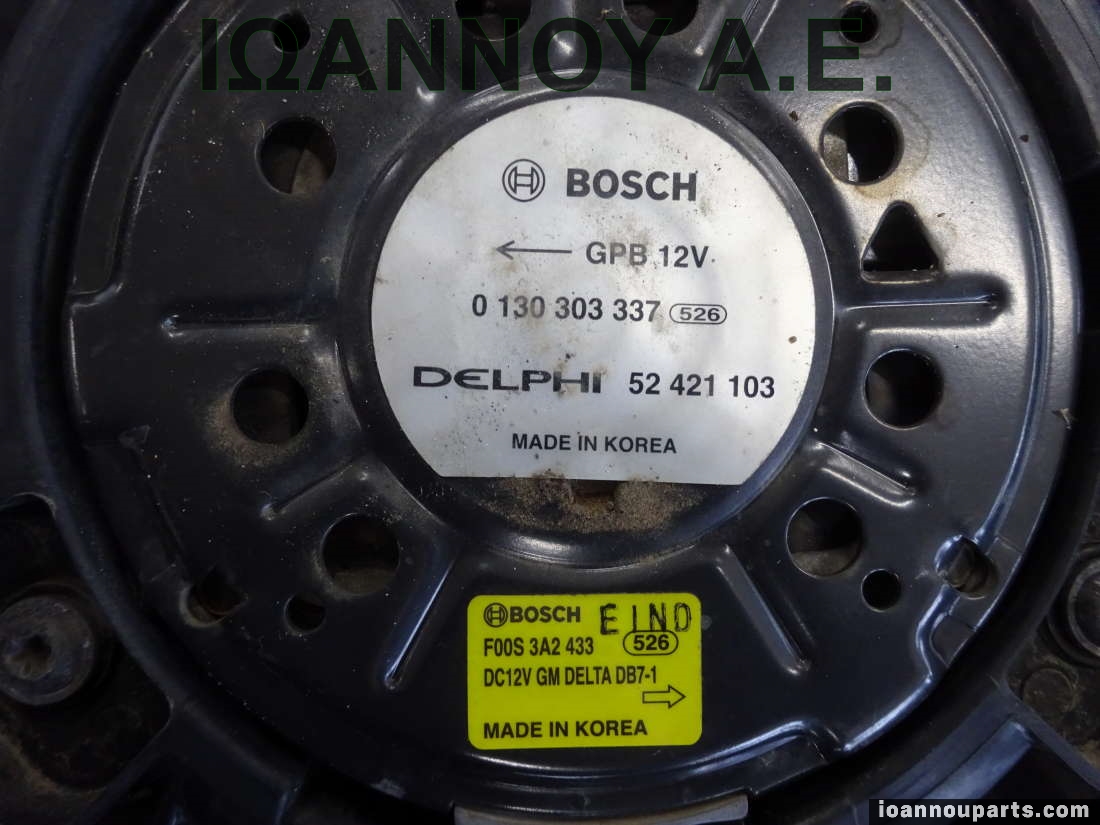 ΙΩΑΝΝΟΥ Α.Ε.
BOSCH
GPB 12V
0 130 303 337 526
DELPHI 52 421 103
MADE IN KOREA
BOSCH E IND
F00S 3A2 433 526
DC12V GM DELTA DB7-1
MADE IN KOREA
ioannouparts.com